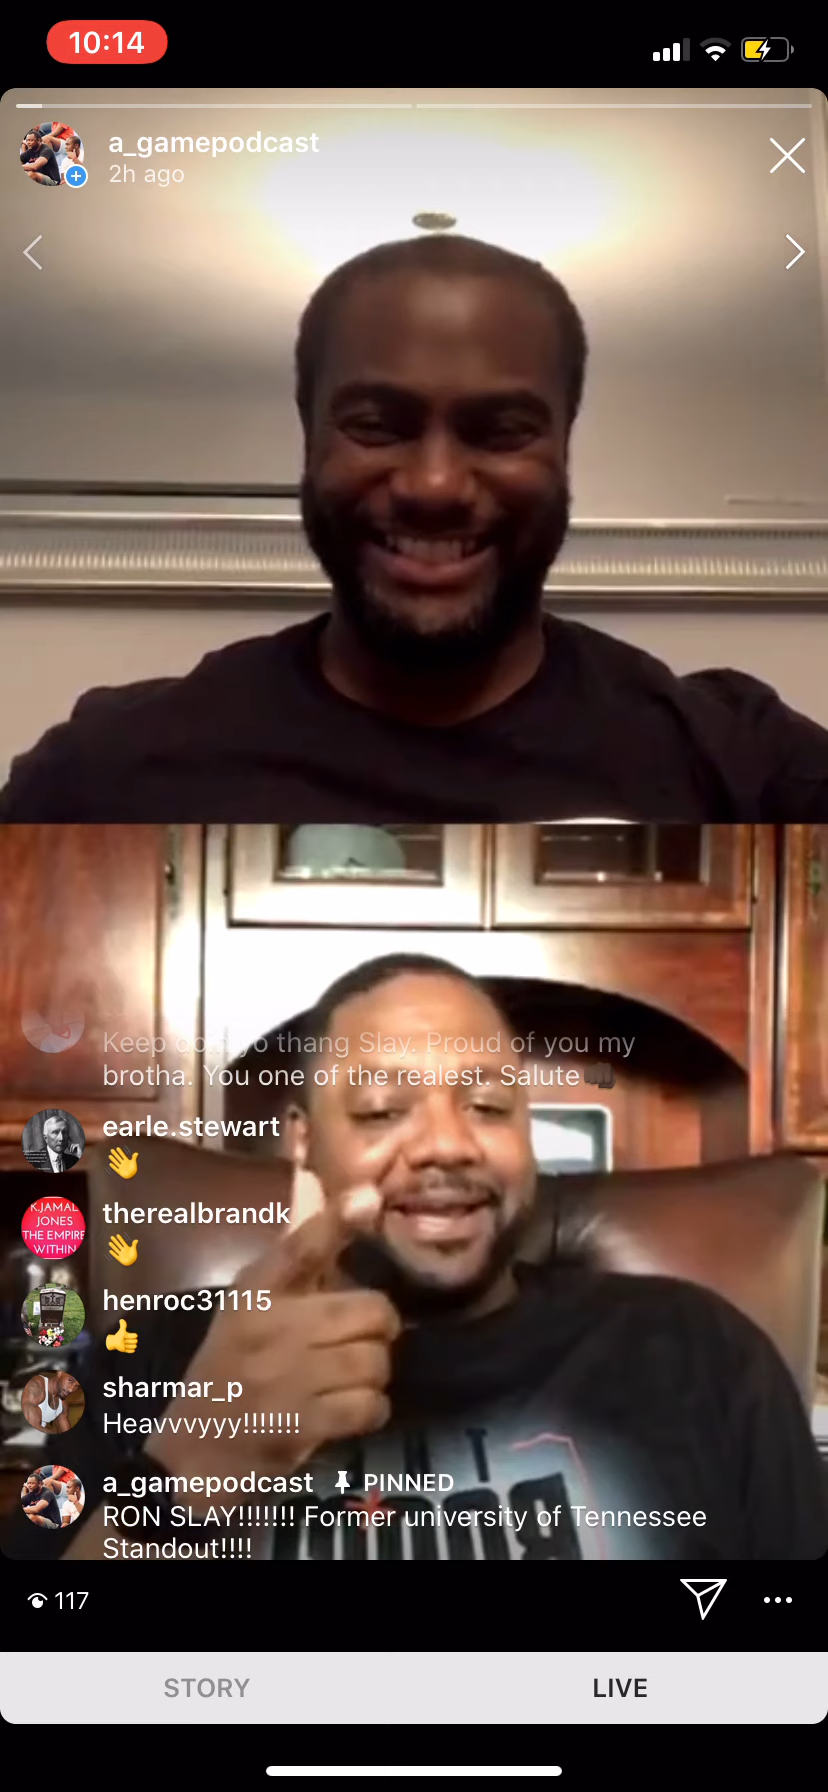 10:14
a_gamepodcast
2h ago
Keep yo thang Slay. Proud of you my
brotha. You one of the realest. Salute
earle.stewart
👋
therealbrandk
👋
K.JAMAL
JONES
THE EMPIRE
WITHIN
henroc31115
👍
sharmar_p
Heavvvyyy!!!!!!!
a_gamepodcast PINNED
RON SLAY!!!!!!! Former university of Tennessee
Standout!!!!
117
STORY
LIVE